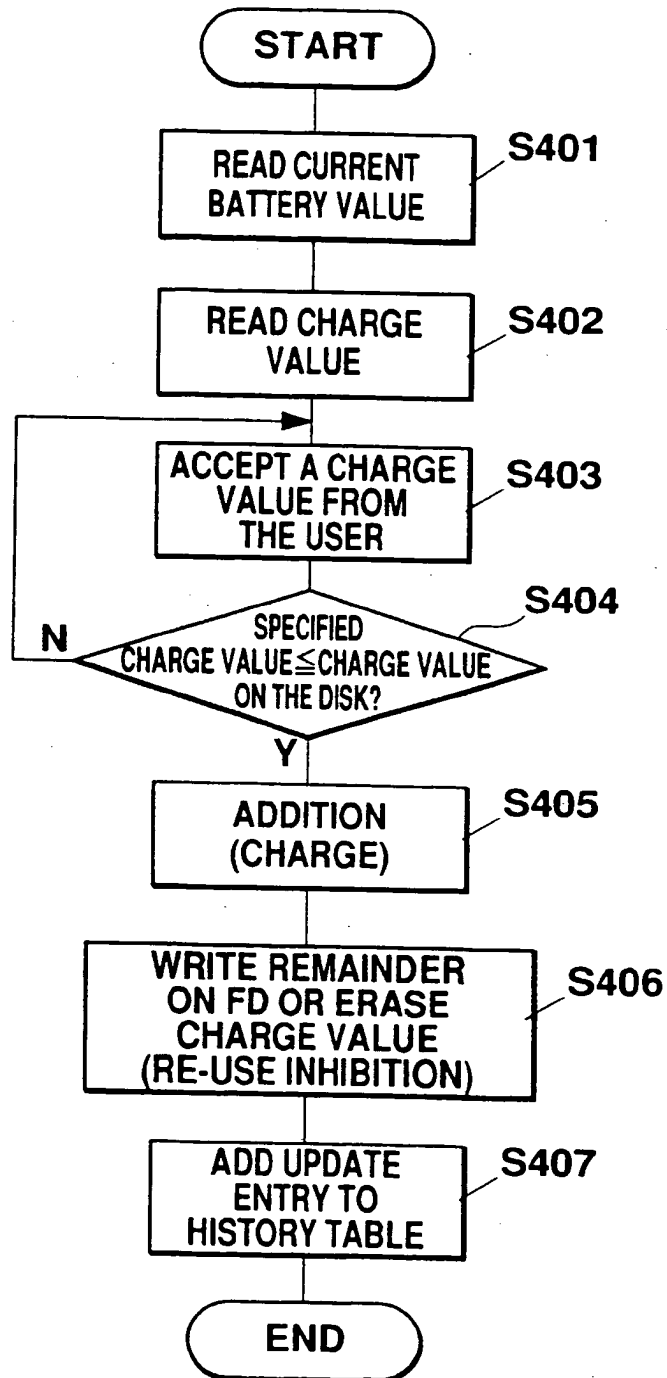 START
S401
READ CURRENT
BATTERY VALUE
S402
READ CHARGE
VALUE
S403
ACCEPT A CHARGE
VALUE FROM
THE USER
S404
N
SPECIFIED
CHARGE VALUE≦CHARGE VALUE
ON THE DISK?
Y
S405
ADDITION
(CHARGE)
S406
WRITE REMAINDER
ON FD OR ERASE
CHARGE VALUE
(RE-USE INHIBITION)
S407
ADD UPDATE
ENTRY TO
HISTORY TABLE
END